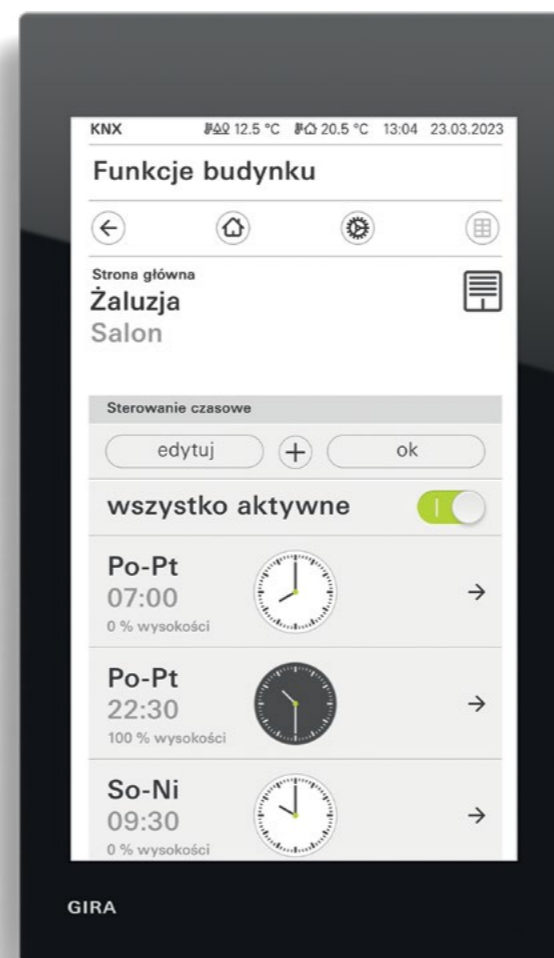 KNX 12.5 °C 20.5 °C 13:04 23.03.2023
Funkcje budynku
Strona główna
Żaluzja
Salon
Sterowanie czasowe
edytuj + ok
wszystko aktywne
Po-Pt
07:00
0 % wysokości
Po-Pt
22:30
100 % wysokości
So-Ni
09:30
0 % wysokości
GIRA